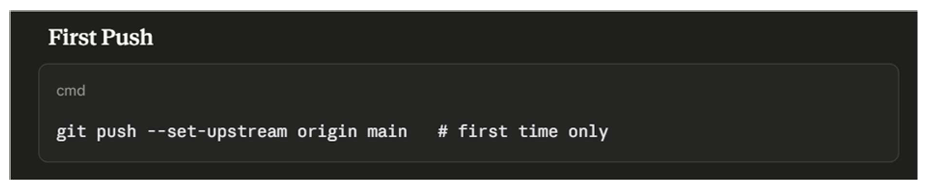 First Push
cmd
git push --set-upstream origin main   # first time only